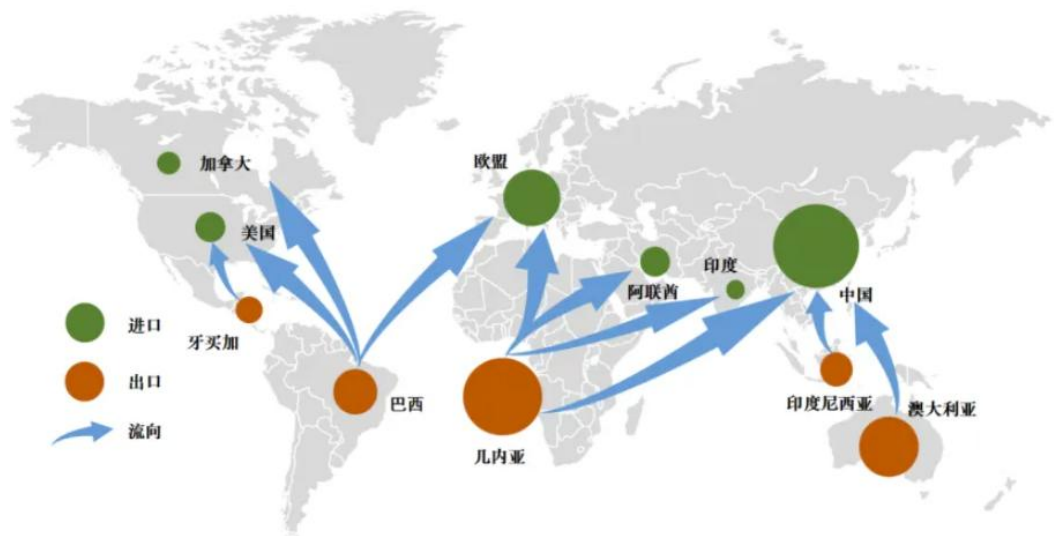 加拿大
美国
牙买加
巴西
欧盟
阿联酋
印度
中国
几内亚
印度尼西亚
澳大利亚
进口
出口
流向